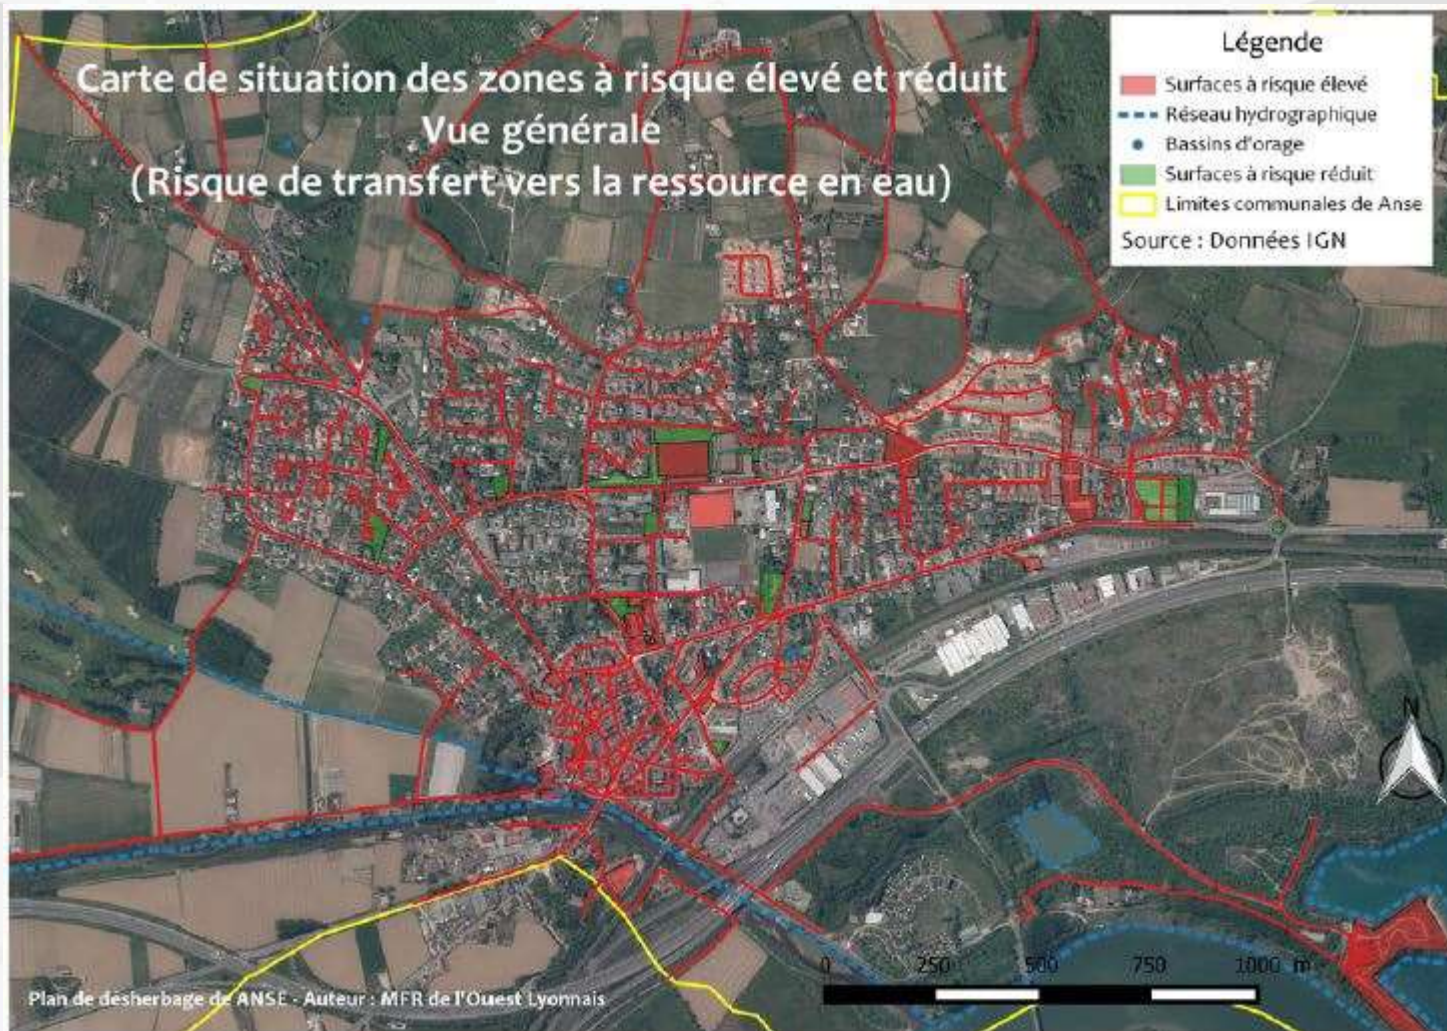 Carte de situation des zones à risque élevé et réduit
Vue générale
(Risque de transfert vers la ressource en eau)
Légende
Surfaces à risque élevé
Réseau hydrographique
Bassins d'orage
Surfaces à risque réduit
Limites communales de Anse
Source : Données IGN
N
0 250 500 750 1000 m
Plan de désherbage de ANSE - Auteur : MFR de l'Ouest Lyonnais